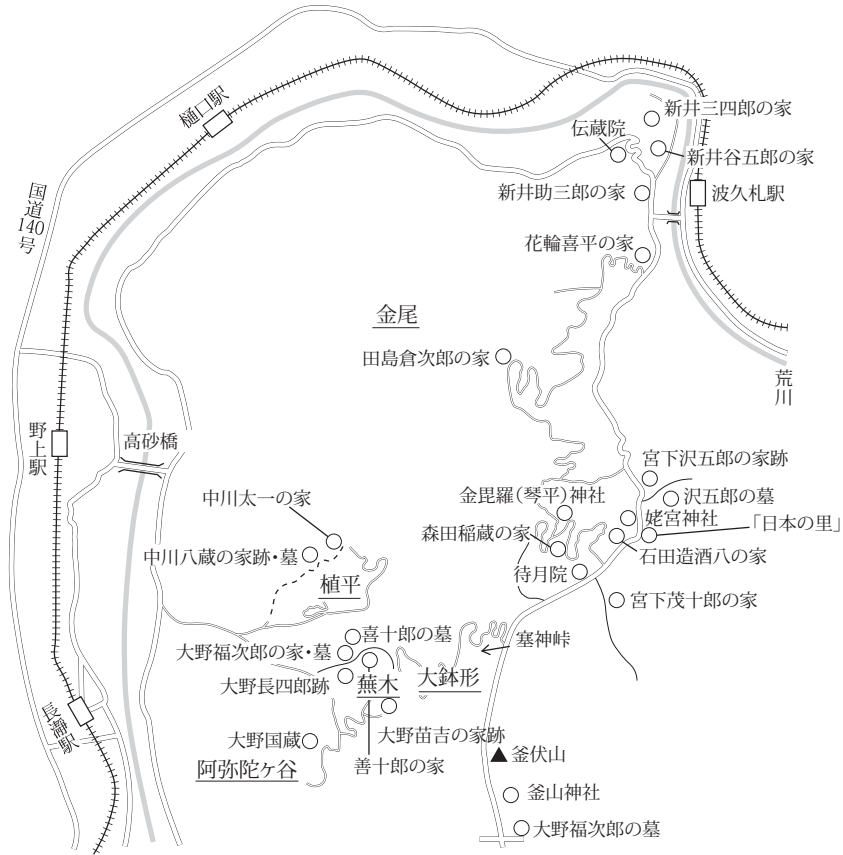 新井三四郎の家
樋口駅
伝蔵院
新井谷五郎の家
国道140号
新井助三郎の家
波久札駅
花輪喜平の家
金尾
田島倉次郎の家
荒川
野上駅
高砂橋
宮下沢五郎の家跡
中川太一の家
金毘羅（琴平）神社
沢五郎の墓
姥宮神社
「日本の里」
森田稲蔵の家
中川八蔵の家跡・墓
石田造酒八の家
待月院
植平
宮下茂十郎の家
喜十郎の墓
塞神峠
大野福次郎の家・墓
大野長四郎跡
蕪木
大鉢形
長瀞駅
大野国蔵
大野苗吉の家跡
釜伏山
阿弥陀ヶ谷
善十郎の家
釜山神社
大野福次郎の墓